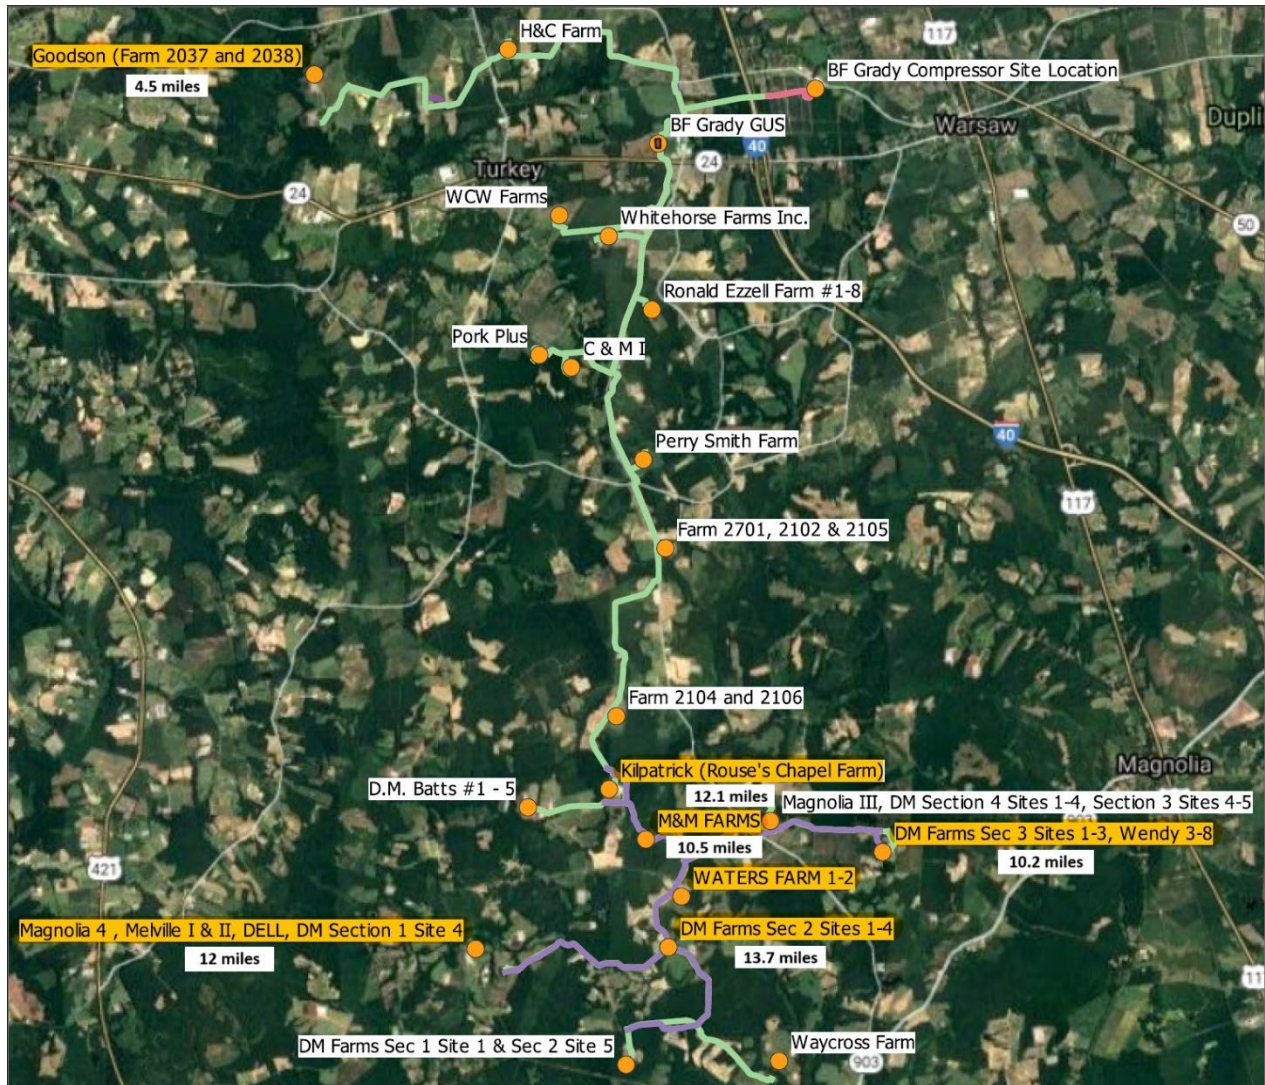 H&C Farm
117
Goodson (Farm 2037 and 2038)
4.5 miles
BF Grady Compressor Site Location
Dupli
Warsaw
BF Grady GUS
40
24
Turkey
24
WCW Farms
Whitehorse Farms Inc.
50
Ronald Ezzell Farm #1-8
Pork Plus
C & M I
40
Perry Smith Farm
117
Farm 2701, 2102 & 2105
Farm 2104 and 2106
Magnolia
Kilpatrick (Rouse's Chapel Farm)
D.M. Batts #1 - 5
12.1 miles
Magnolia III, DM Section 4 Sites 1-4, Section 3 Sites 4-5
903
M&M FARMS
DM Farms Sec 3 Sites 1-3, Wendy 3-8
10.5 miles
10.2 miles
421
WATERS FARM 1-2
Magnolia 4 , Melville I & II, DELL, DM Section 1 Site 4
12 miles
DM Farms Sec 2 Sites 1-4
13.7 miles
11
DM Farms Sec 1 Site 1 & Sec 2 Site 5
Waycross Farm
903